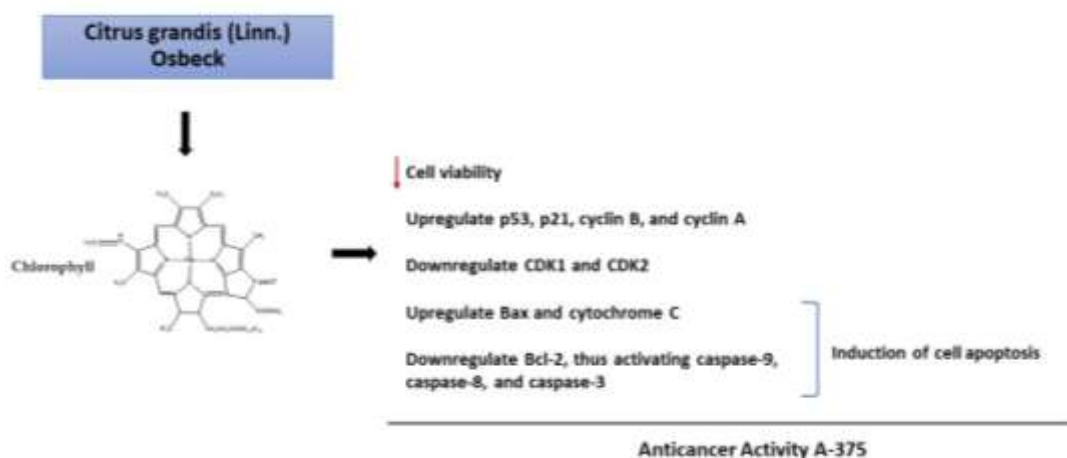 Citrus grandis (Linn.)
Osbeck
Cell viability
Upregulate p53, p21, cyclin B, and cyclin A
Chlorophyll
Downregulate CDK1 and CDK2
Upregulate Bax and cytochrome C
Downregulate Bcl-2, thus activating caspase-9,
caspase-8, and caspase-3
Induction of cell apoptosis
Anticancer Activity A-375